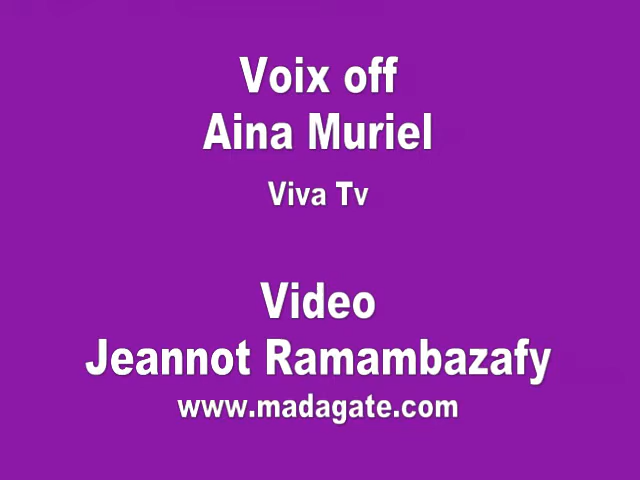 Voix off
Aina Muriel
Viva Tv
Video
Jeannot Ramambazafy
www.madagate.com